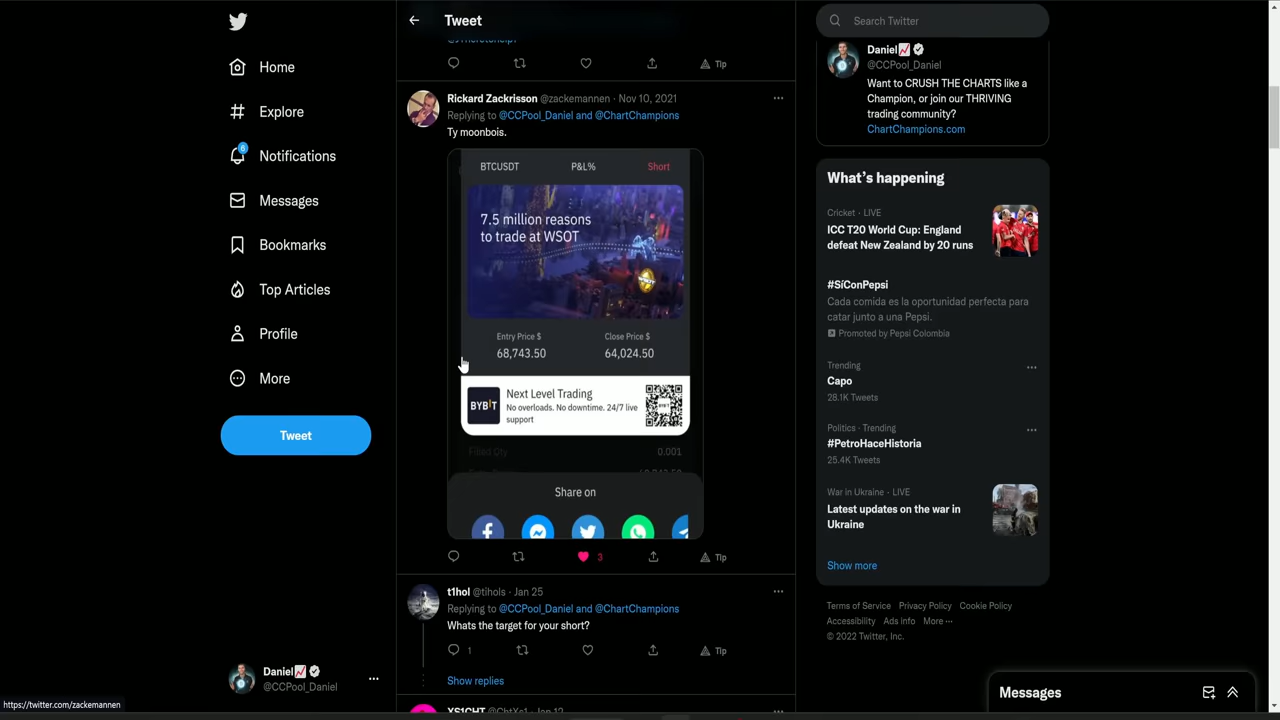 Home
Explore
6
Notifications
Messages
Bookmarks
Top Articles
Profile
More
Tweet
Daniel
@CCPool_Daniel
https://twitter.com/zackemannen
Tweet
Tip
Rickard Zackrisson @zackemannen · Nov 10, 2021
Replying to @CCPool_Daniel and @ChartChampions
Ty moonbois.
BTCUSDT P&L% Short
7.5 million reasons
to trade at WSOT
Entry Price $ Close Price $
68,743.50 64,024.50
BYBIT
Next Level Trading
No overloads. No downtime. 24/7 live
support
Filled Qty 0.001
Share on
3 Tip
t1hol @tihols · Jan 25
Replying to @CCPool_Daniel and @ChartChampions
Whats the target for your short?
1 Tip
Show replies
Search Twitter
Daniel
@CCPool_Daniel
Want to CRUSH THE CHARTS like a
Champion, or join our THRIVING
trading community?
ChartChampions.com
What's happening
Cricket · LIVE
ICC T20 World Cup: England
defeat New Zealand by 20 runs
#SíConPepsi
Cada comida es la oportunidad perfecta para
catar junto a una Pepsi.
Promoted by Pepsi Colombia
Trending
Capo
28.1K Tweets
Politics · Trending
#PetroHaceHistoria
25.4K Tweets
War in Ukraine · LIVE
Latest updates on the war in
Ukraine
Show more
Terms of Service Privacy Policy Cookie Policy
Accessibility Ads info More ···
© 2022 Twitter, Inc.
Messages